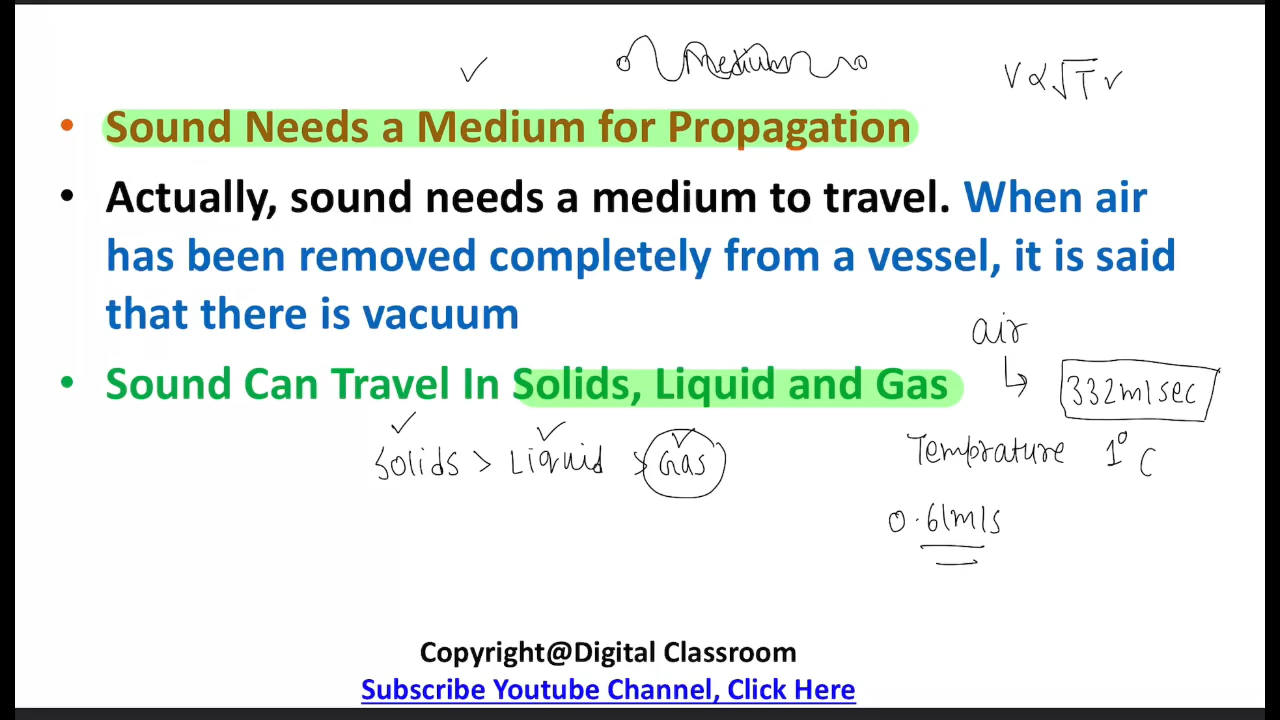 ✓ Medium V ∝ √T ✓
• Sound Needs a Medium for Propagation
• Actually, sound needs a medium to travel. When air
has been removed completely from a vessel, it is said
that there is vacuum
air
• Sound Can Travel In Solids, Liquid and Gas
↳ 332m/sec
Solids > Liquid > Gas
Temprature 1° C
0.61m/s
Copyright@Digital Classroom
Subscribe Youtube Channel, Click Here